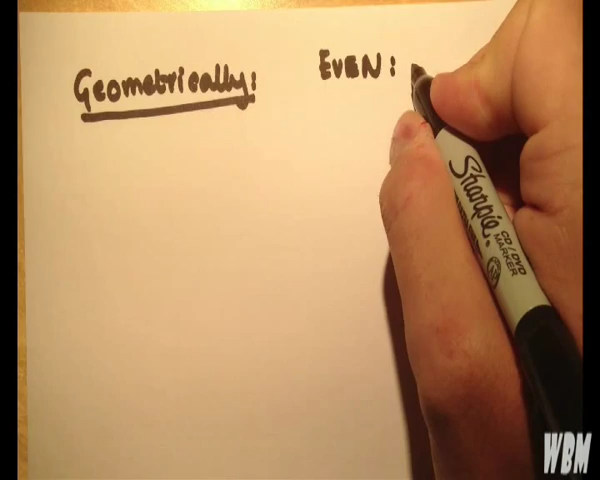 Geometrically: EVEN:
Sharpie.
CD/DVD
MARKER
WBM